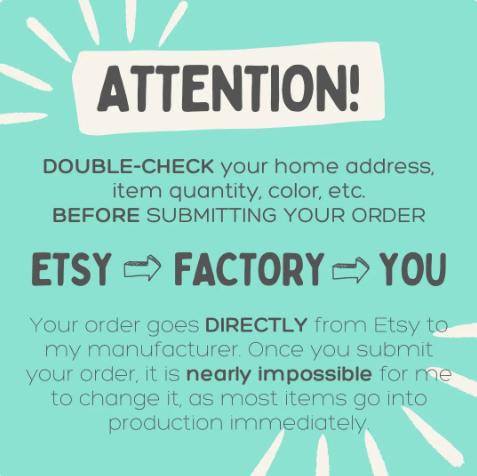 ATTENTION!
DOUBLE-CHECK your home address,
item quantity, color, etc.
BEFORE SUBMITTING YOUR ORDER
ETSY ⇨ FACTORY ⇨ YOU
Your order goes DIRECTLY from Etsy to
my manufacturer. Once you submit
your order, it is nearly impossible for me
to change it, as most items go into
production immediately.